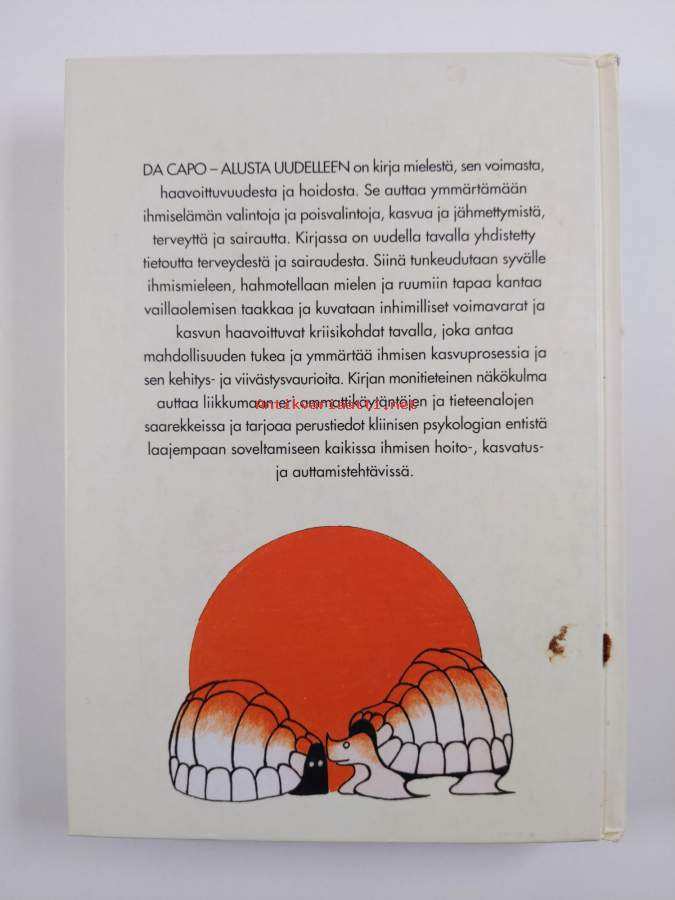 DA CAPO – ALUSTA UUDELLEEN on kirja mielestä, sen voimasta,
haavoittuvuudesta ja hoidosta. Se auttaa ymmärtämään
ihmiselämän valintoja ja poisvalintoja, kasvua ja jähmettymistä,
terveyttä ja sairautta. Kirjassa on uudella tavalla yhdistetty
tietoutta terveydestä ja sairaudesta. Siinä tunkeudutaan syvälle
ihmismieleen, hahmotellaan mielen ja ruumiin tapaa kantaa
vaillaolemisen taakkaa ja kuvataan inhimilliset voimavarat ja
kasvun haavoittuvat kriisikohdat tavalla, joka antaa
mahdollisuuden tukea ja ymmärtää ihmisen kasvuprosessia ja
sen kehitys- ja viivästysvaurioita. Kirjan monitieteinen näkökulma
auttaa liikkumaan eri ammattikäytäntöjen ja tieteenalojen
Antikvariaatti.net
saarekkeissa ja tarjoaa perustiedot kliinisen psykologian entistä
laajempaan soveltamiseen kaikissa ihmisen hoito-, kasvatus-
ja auttamistehtävissä.